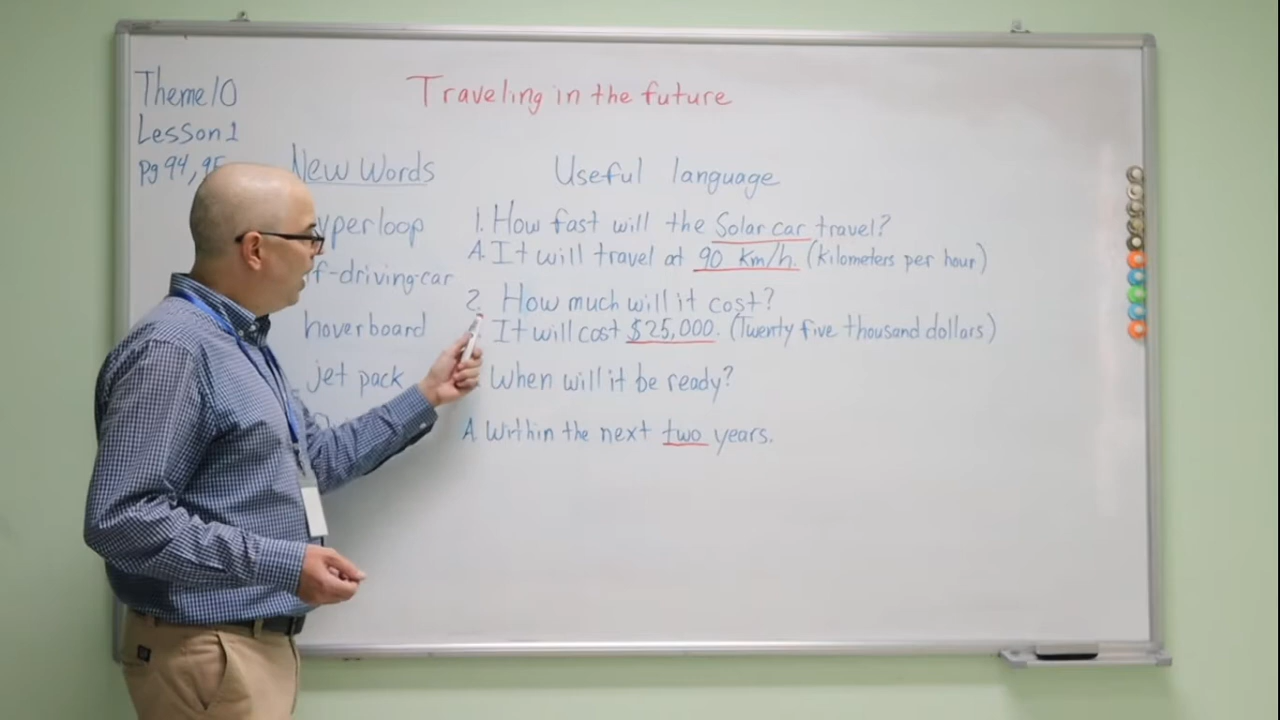 Theme 10
Lesson 1
Pg 94,
Traveling in the future
New Words
yperloop
f-driving-car
hoverboard
jet pack
Useful language
1. How fast will the Solar car travel?
A. It will travel at 90 km/h. (kilometers per hour)
2. How much will it cost?
It will cost $25,000. (Twenty five thousand dollars)
When will it be ready?
A Within the next two years.